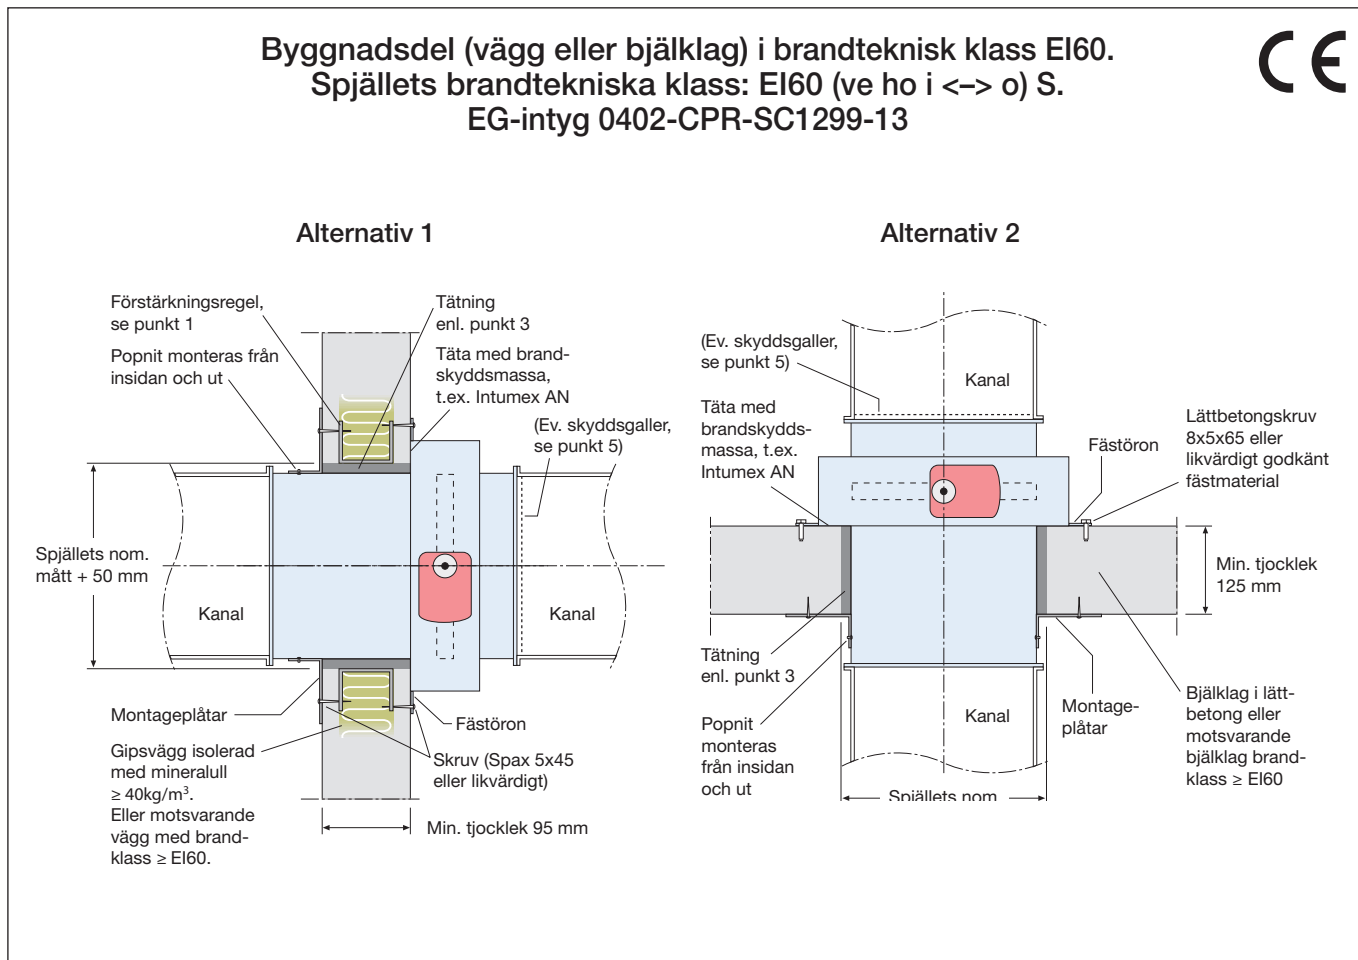 Byggnadsdel (vägg eller bjälklag) i brandteknisk klass EI60.
Spjällets brandtekniska klass: EI60 (ve ho i <–> o) S.
EG-intyg 0402-CPR-SC1299-13
CE
Alternativ 1
Förstärkningsregel,
se punkt 1
Popnit monteras från
insidan och ut
Tätning
enl. punkt 3
Täta med brand-
skyddsmassa,
t.ex. Intumex AN
(Ev. skyddsgaller,
se punkt 5)
Spjällets nom.
mått + 50 mm
Kanal
Kanal
Montageplåtar
Gipsvägg isolerad
med mineralull
≥ 40kg/m³.
Eller motsvarande
vägg med brand-
klass ≥ EI60.
Fästöron
Skruv (Spax 5x45
eller likvärdigt)
Min. tjocklek 95 mm
Alternativ 2
(Ev. skyddsgaller,
se punkt 5)
Kanal
Täta med
brandskydds-
massa, t.ex.
Intumex AN
Fästöron
Lättbetongskruv
8x5x65 eller
likvärdigt godkänt
fästmaterial
Min. tjocklek
125 mm
Tätning
enl. punkt 3
Popnit
monteras
från insidan
och ut
Kanal
Montage-
plåtar
Bjälklag i lätt-
betong eller
motsvarande
bjälklag brand-
klass ≥ EI60
Spjällets nom